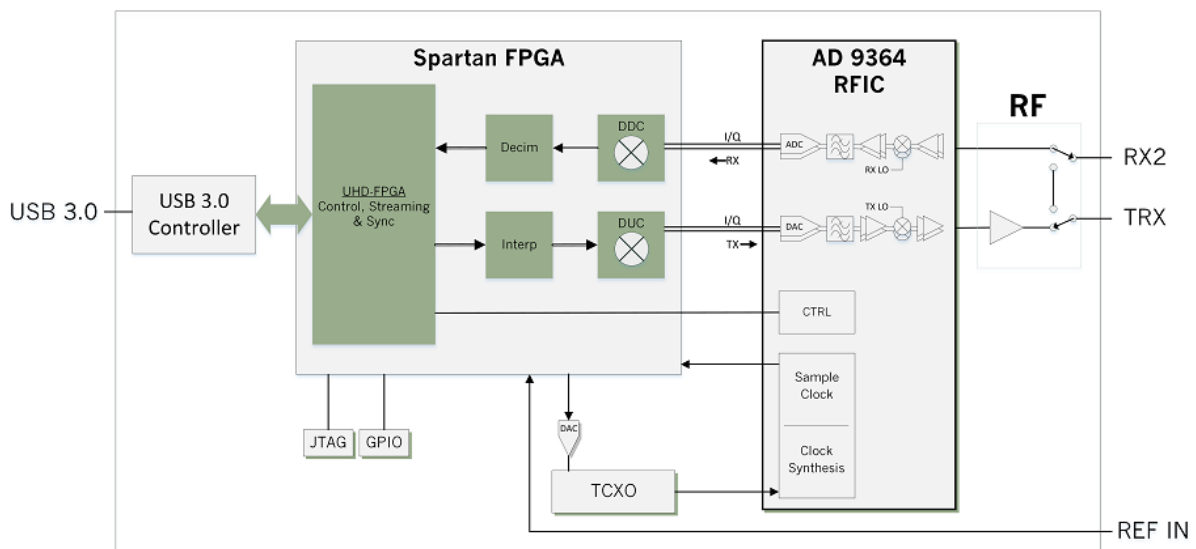 Spartan FPGA
AD 9364
RFIC
RF
DDC
Decim
I/Q
RX
ADC
RX LO
RX2
UHD-FPGA
Control, Streaming
& Sync
USB 3.0
USB 3.0
Controller
DUC
Interp
I/Q
TX
TX LO
DAC
TRX
CTRL
Sample
Clock
Clock
Synthesis
JTAG
GPIO
DAC
TCXO
REF IN